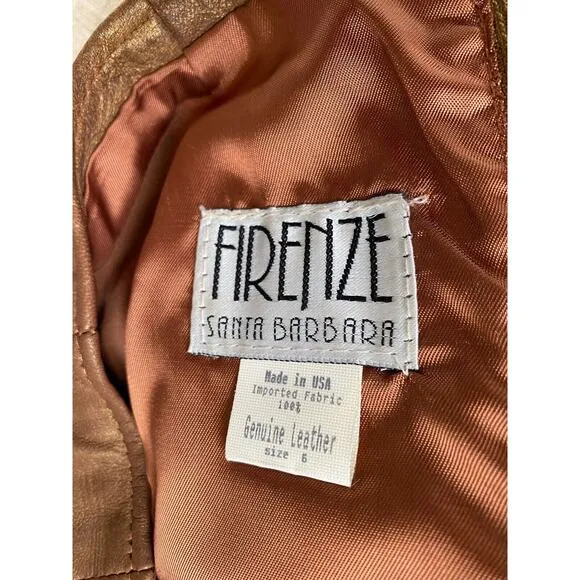 FIRENZE
SANTA BARBARA
Made in USA
Imported Fabric
100%
Genuine Leather
size 6